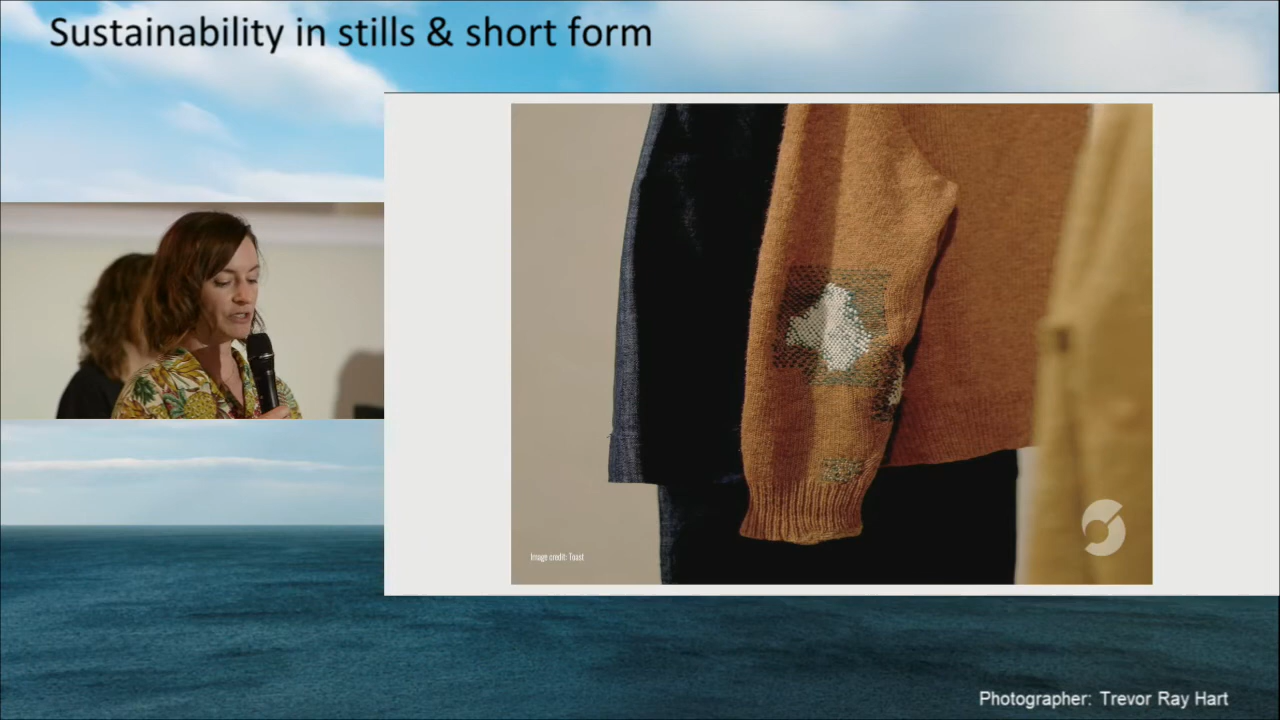 Sustainability in stills & short form
Image credit: Toast
Photographer: Trevor Ray Hart